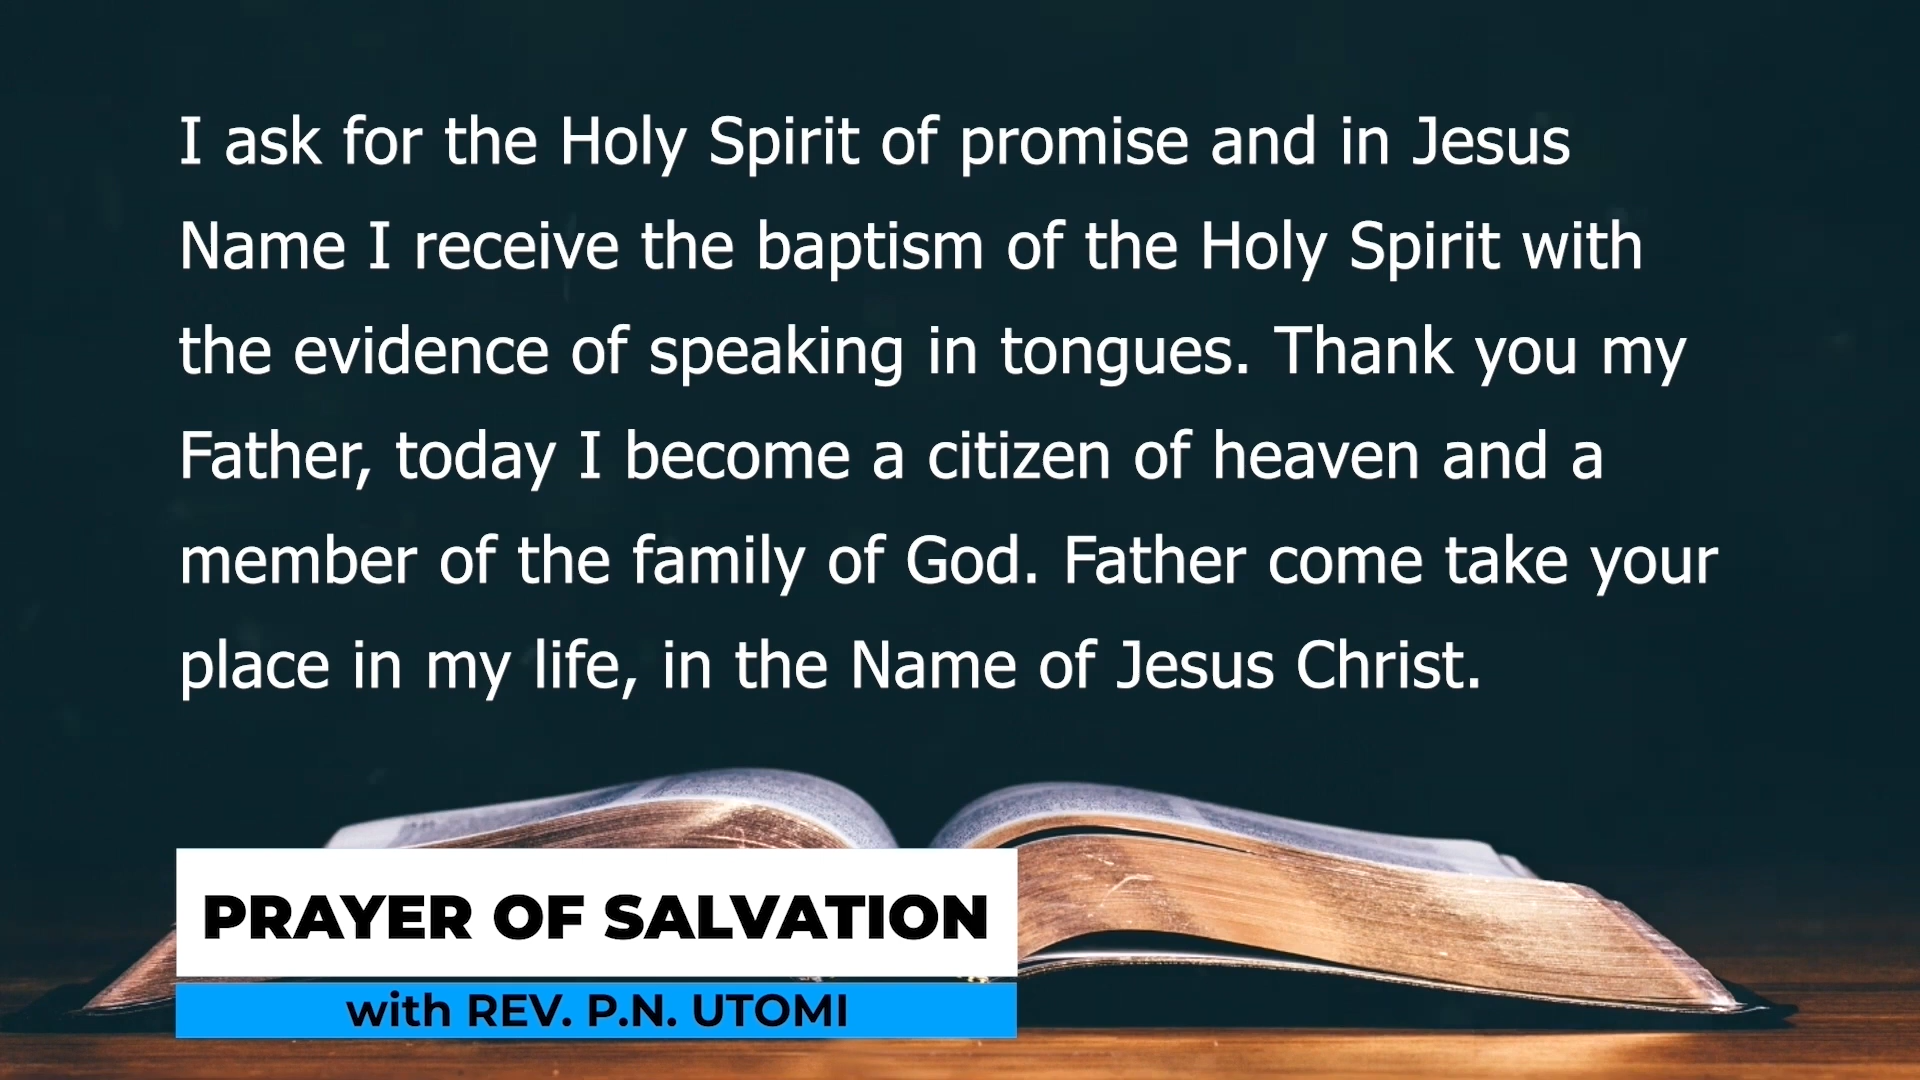 I ask for the Holy Spirit of promise and in Jesus
Name I receive the baptism of the Holy Spirit with
the evidence of speaking in tongues. Thank you my
Father, today I become a citizen of heaven and a
member of the family of God. Father come take your
place in my life, in the Name of Jesus Christ.
PRAYER OF SALVATION
with REV. P.N. UTOMI